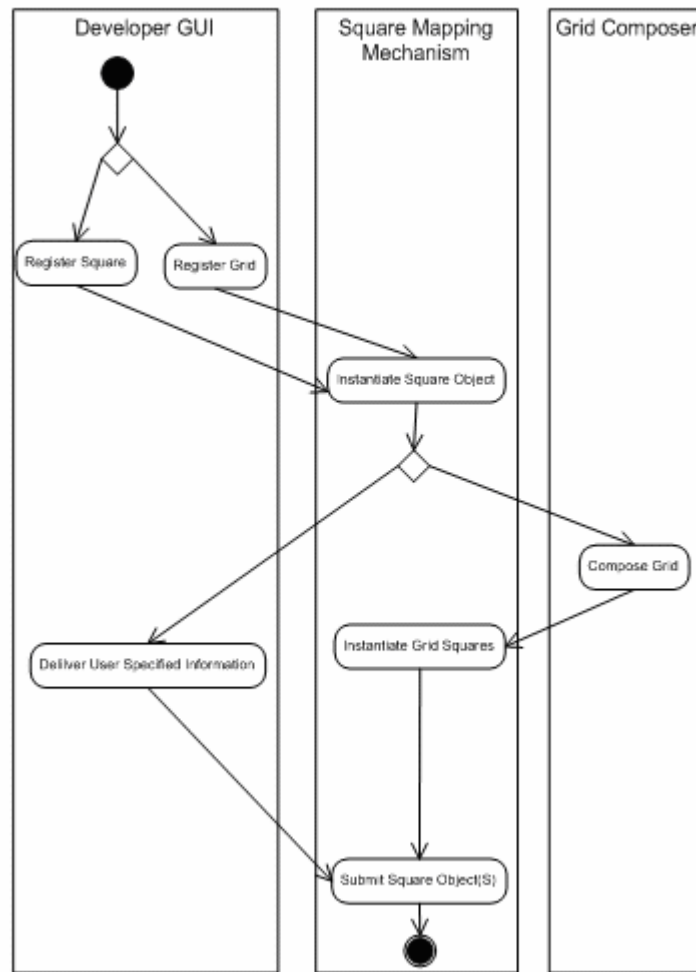 Developer GUI
Square Mapping
Mechanism
Grid Composer
Register Square
Register Grid
Instantiate Square Object
Compose Grid
Instantiate Grid Squares
Deliiver User Specified Information
Submit Square Object(S)